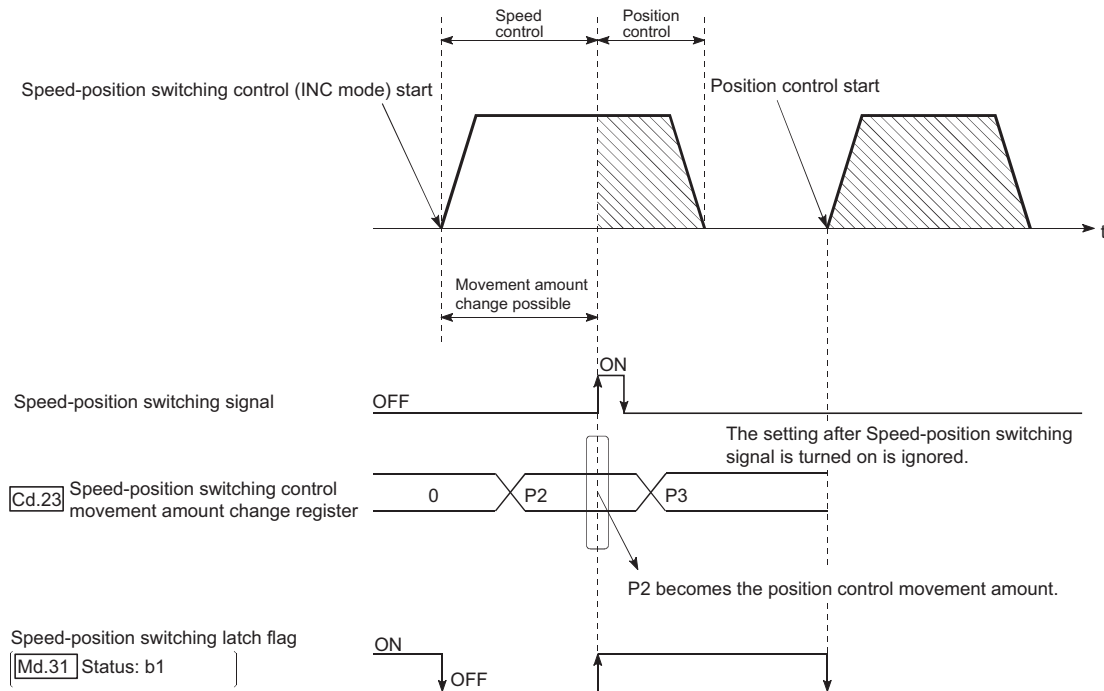 Speed
control
Position
control
Speed-position switching control (INC mode) start
Position control start
t
Movement amount
change possible
ON
Speed-position switching signal
OFF
The setting after Speed-position switching
signal is turned on is ignored.
Cd.23 Speed-position switching control
movement amount change register
0
P2
P3
P2 becomes the position control movement amount.
Speed-position switching latch flag
Md.31 Status: b1
ON
OFF